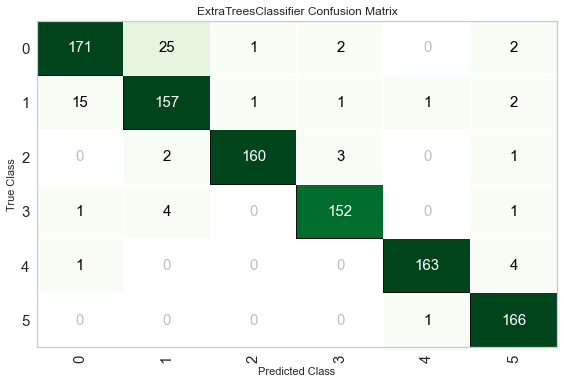 ExtraTreesClassifier Confusion Matrix
True Class
0 171 25 1 2 0 2
1 15 157 1 1 1 2
2 0 2 160 3 0 1
3 1 4 0 152 0 1
4 1 0 0 0 163 4
5 0 0 0 0 1 166
0 1 2 3 4 5
Predicted Class